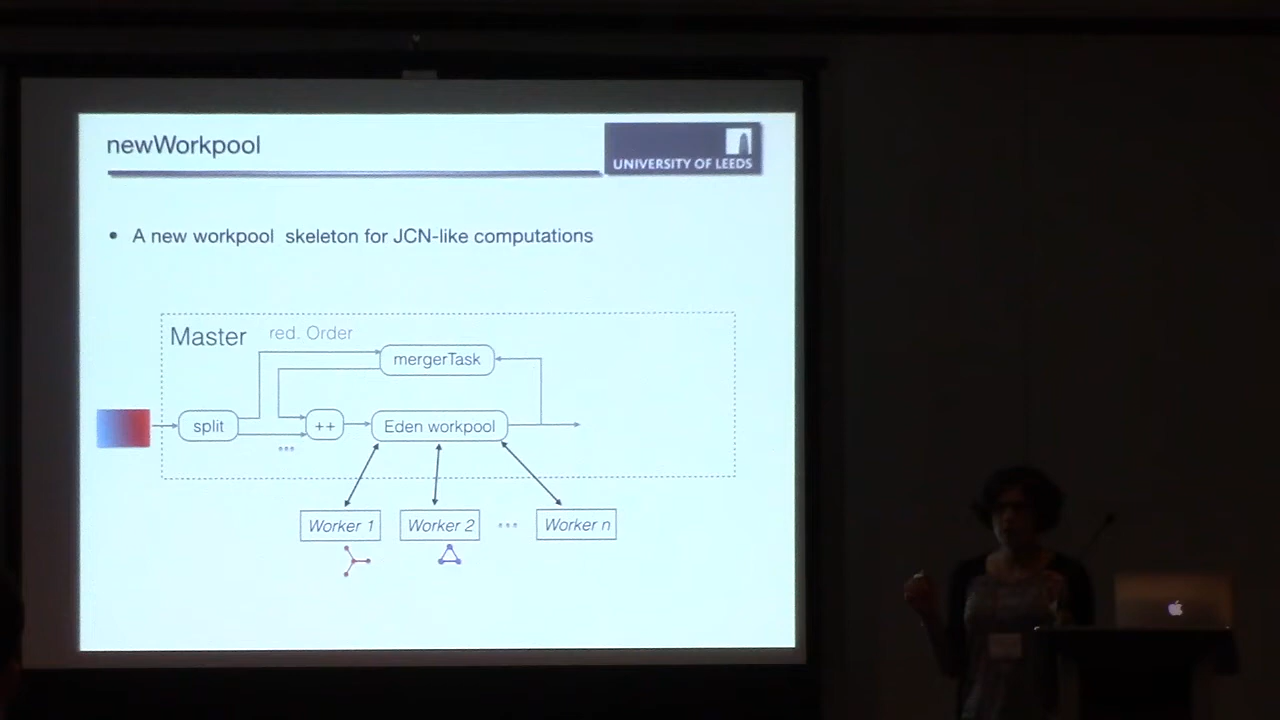 newWorkpool
UNIVERSITY OF LEEDS
• A new workpool skeleton for JCN-like computations
Master red. Order
mergerTask
split
++
Eden workpool
...
Worker 1
Worker 2
...
Worker n